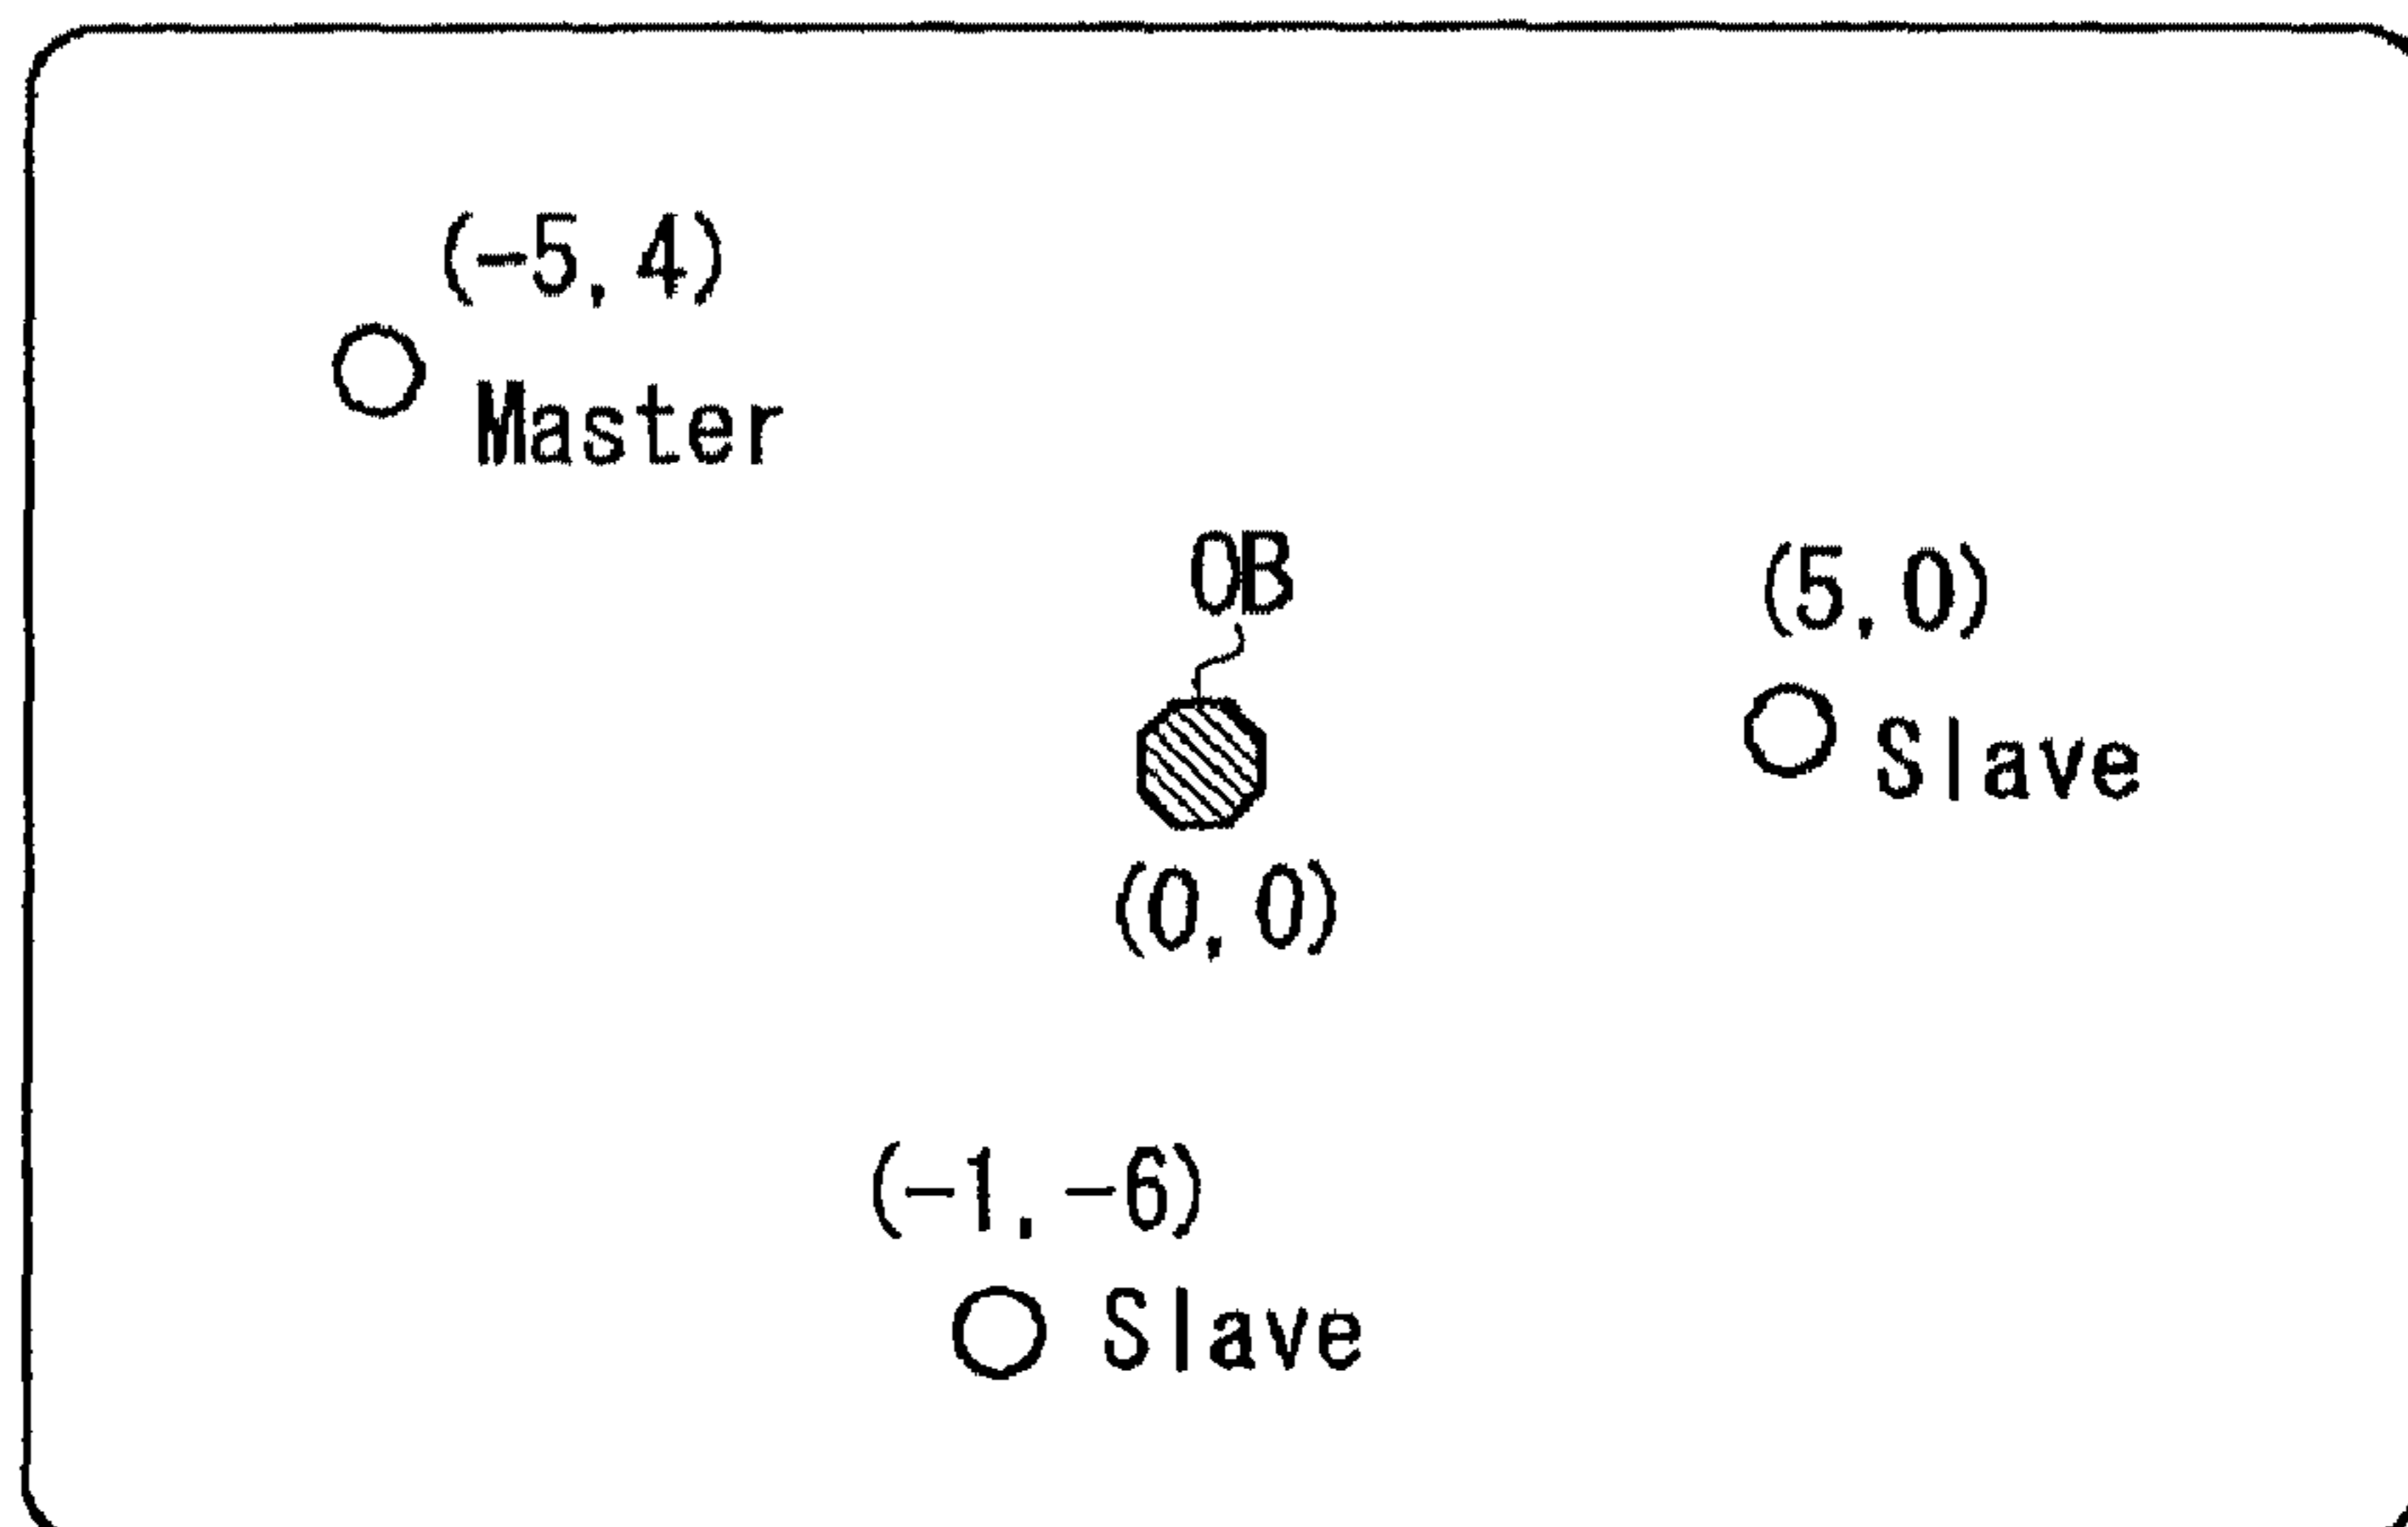 (-5, 4)
Master
OB
(5, 0)
Slave
(0, 0)
(-1, -6)
Slave